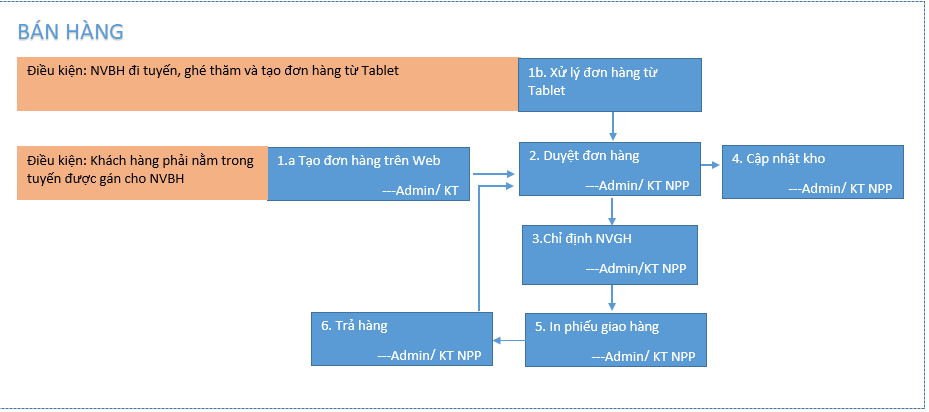 BÁN HÀNG
Điều kiện: NVBH đi tuyến, ghé thăm và tạo đơn hàng từ Tablet
1b. Xử lý đơn hàng từ
Tablet
Điều kiện: Khách hàng phải nằm trong
tuyến được gán cho NVBH
1.a Tạo đơn hàng trên Web
---Admin/ KT
2. Duyệt đơn hàng
---Admin/ KT NPP
4. Cập nhật kho
---Admin/ KT NPP
3.Chỉ định NVGH
---Admin/KT NPP
6. Trả hàng
---Admin/ KT NPP
5. In phiếu giao hàng
---Admin/ KT NPP